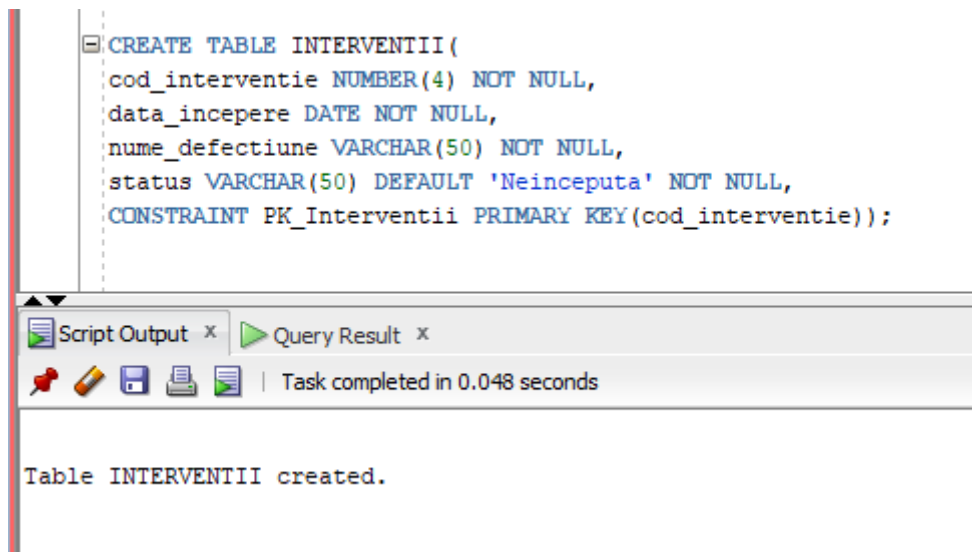 CREATE TABLE INTERVENTII(
cod_interventie NUMBER(4) NOT NULL,
data_incepere DATE NOT NULL,
nume_defectiune VARCHAR(50) NOT NULL,
status VARCHAR(50) DEFAULT 'Neinceputa' NOT NULL,
CONSTRAINT PK_Interventii PRIMARY KEY(cod_interventie));
Script Output x Query Result x
Task completed in 0.048 seconds
Table INTERVENTII created.